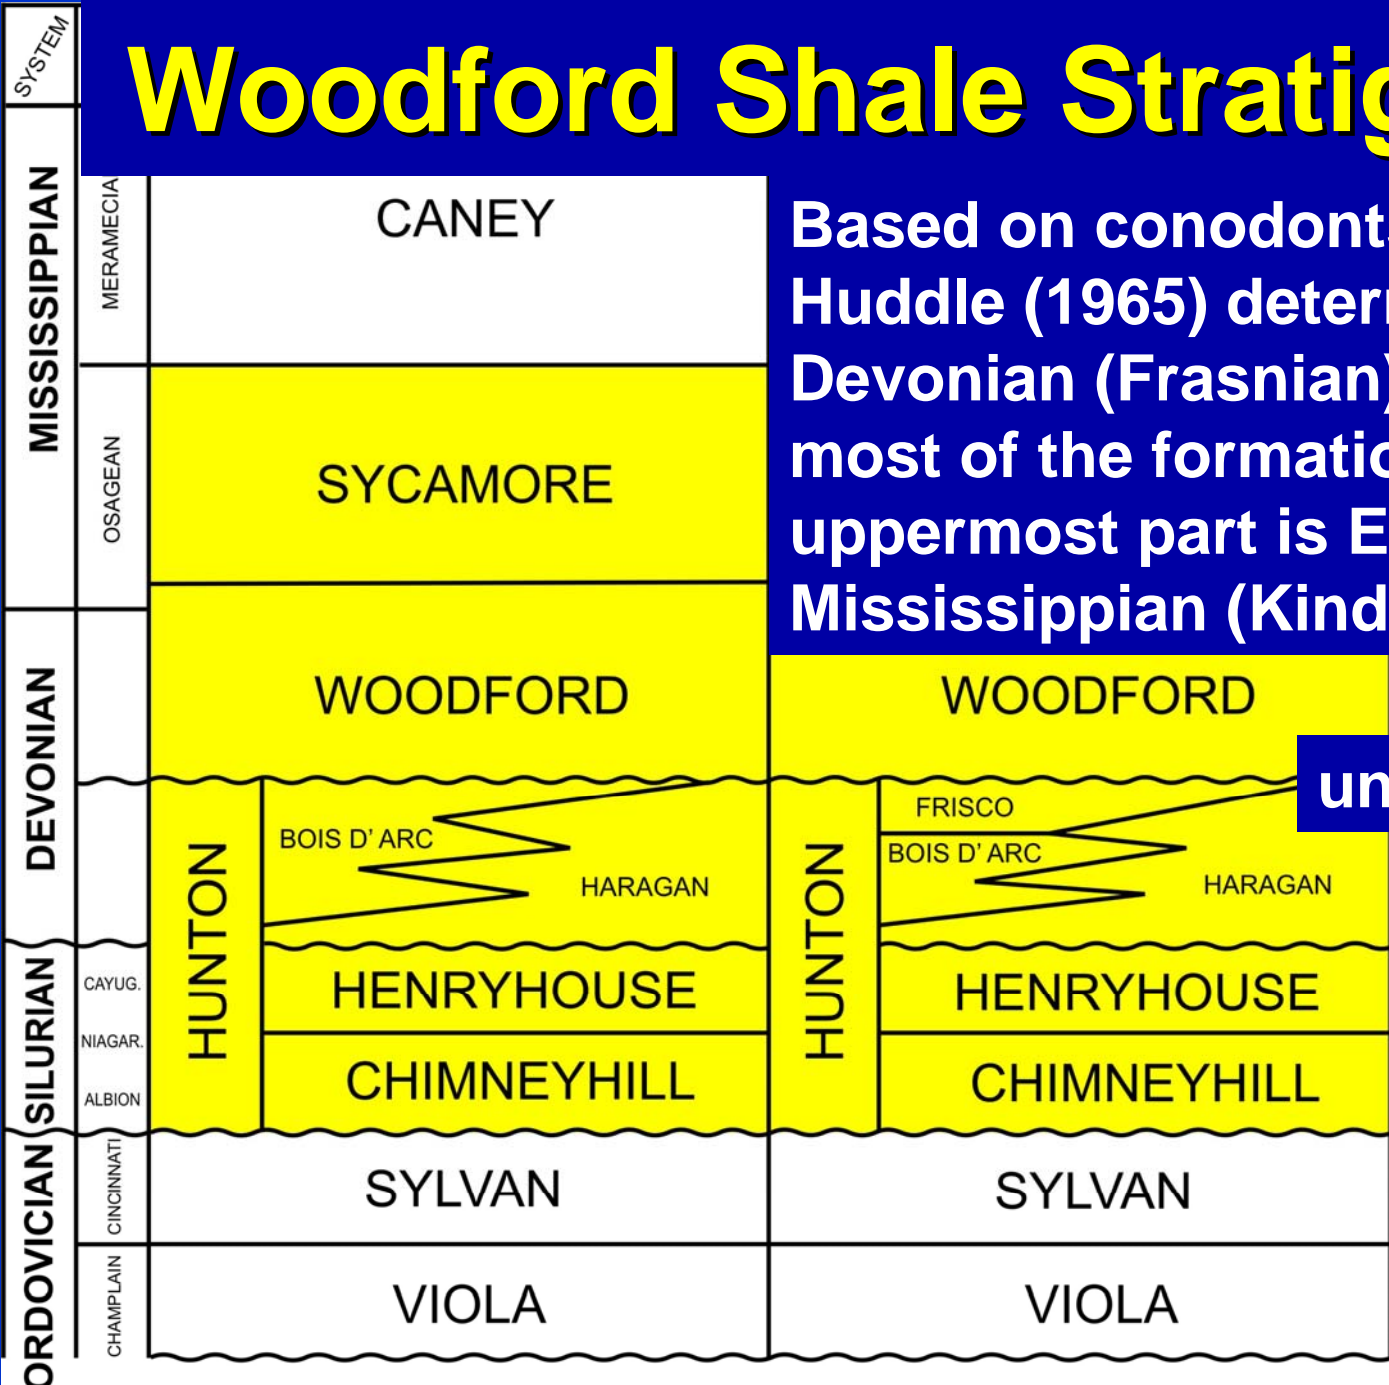 SYSTEM
Woodford Shale Stratig
MISSISSIPPIAN
MERAMECIA
CANEY
Based on conodonts
Huddle (1965) deter
Devonian (Frasnian)
most of the formatio
uppermost part is E
Mississippian (Kind
OSAGEAN
SYCAMORE
DEVONIAN
WOODFORD
WOODFORD
un
HUNTON
BOIS D' ARC
HARAGAN
HUNTON
FRISCO
BOIS D' ARC
HARAGAN
SILURIAN
CAYUG.
NIAGAR.
ALBION
HENRYHOUSE
HENRYHOUSE
CHIMNEYHILL
CHIMNEYHILL
ORDOVICIAN
CINCINNATI
SYLVAN
SYLVAN
CHAMPLAIN
VIOLA
VIOLA